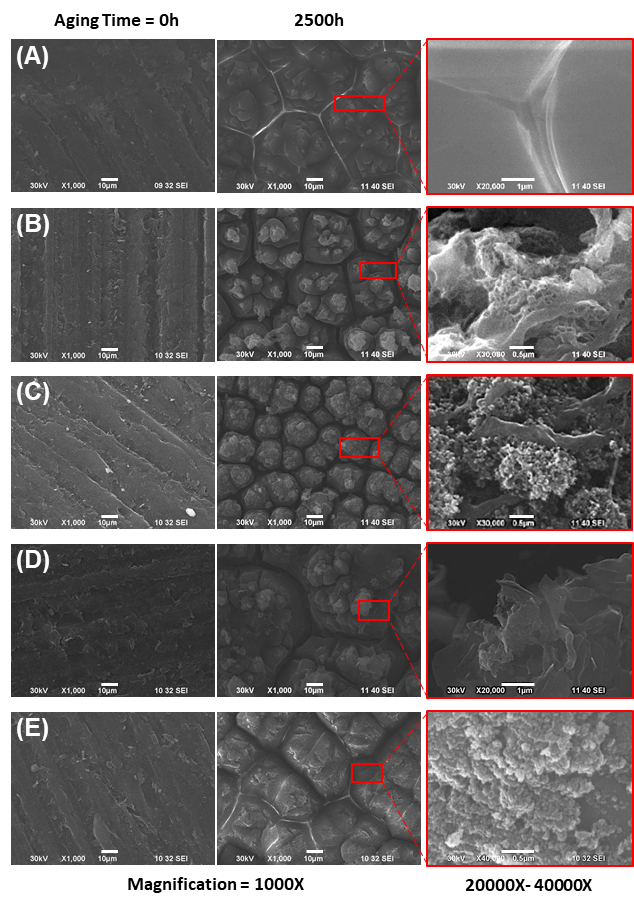 Aging Time = 0h 2500h
(A)
30kV X1,000 10µm 09 32 SEI
30kV X1,000 10µm 11 40 SEI
30kV X20,000 1µm 11 40 SEI
(B)
30kV X1,000 10µm 10 32 SEI
30kV X1,000 10µm 11 40 SEI
30kV X30,000 0.5µm 11 40 SEI
(C)
30kV X1,000 10µm 10 32 SEI
30kV X1,000 10µm 11 40 SEI
30kV X30,000 0.5µm 11 40 SEI
(D)
30kV X1,000 10µm 10 32 SEI
30kV X1,000 10µm 11 40 SEI
30kV X20,000 1µm 11 40 SEI
(E)
30kV X1,000 10µm 10 32 SEI
30kV X1,000 10µm 10 32 SEI
30kV X40,000 0.5µm 10 32 SEI
Magnification = 1000X 20000X- 40000X